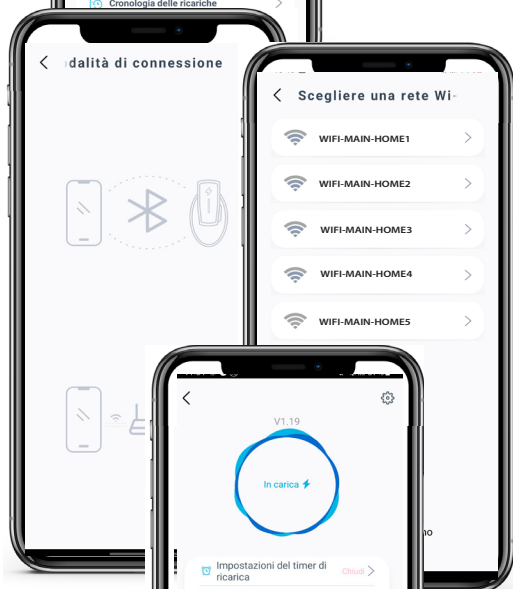 Cronologia delle ricariche
dalità di connessione
Scegliere una rete Wi-
WIFI-MAIN-HOME1
WIFI-MAIN-HOME2
WIFI-MAIN-HOME3
WIFI-MAIN-HOME4
WIFI-MAIN-HOME5
V1.19
In carica
Impostazioni del timer di
ricarica
Chiudi